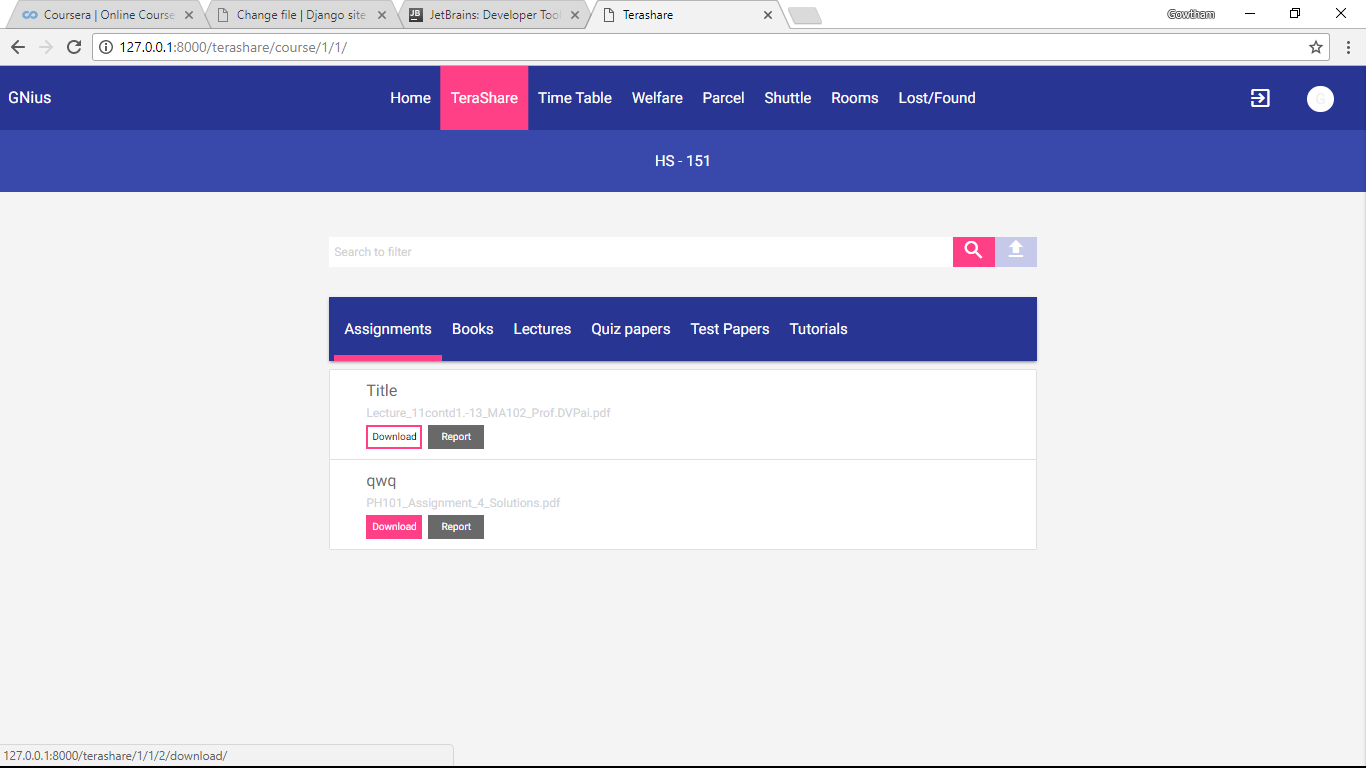 Coursera | Online Course
Change file | Django site
JetBrains: Developer Tool
Terashare
Gowtham
127.0.0.1:8000/terashare/course/1/1/
GNius
Home TeraShare Time Table Welfare Parcel Shuttle Rooms Lost/Found
G
HS - 151
Search to filter
Assignments Books Lectures Quiz papers Test Papers Tutorials
Title
Lecture_11contd1.-13_MA102_Prof.DVPai.pdf
Download Report
qwq
PH101_Assignment_4_Solutions.pdf
Download Report
127.0.0.1:8000/terashare/1/1/2/download/